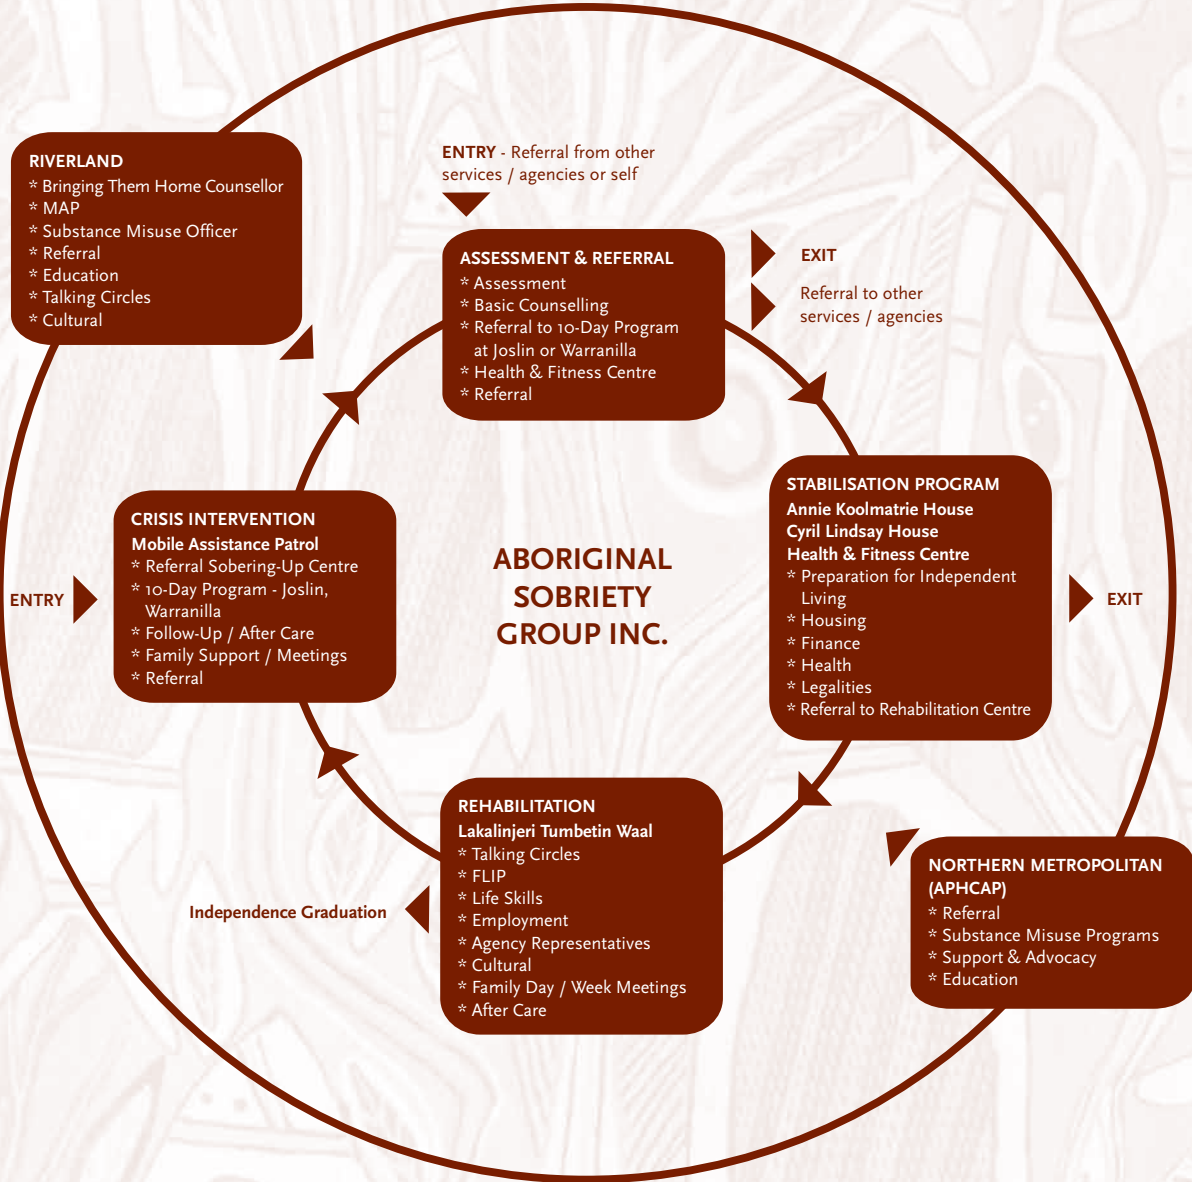 RIVERLAND
* Bringing Them Home Counsellor
* MAP
* Substance Misuse Officer
* Referral
* Education
* Talking Circles
* Cultural
ENTRY - Referral from other
services / agencies or self
ASSESSMENT & REFERRAL
* Assessment
* Basic Counselling
* Referral to 10-Day Program
at Joslin or Warranilla
* Health & Fitness Centre
* Referral
EXIT
Referral to other
services / agencies
ENTRY
CRISIS INTERVENTION
Mobile Assistance Patrol
* Referral Sobering-Up Centre
* 10-Day Program - Joslin,
Warranilla
* Follow-Up / After Care
* Family Support / Meetings
* Referral
ABORIGINAL
SOBRIETY
GROUP INC.
STABILISATION PROGRAM
Annie Koolmatrie House
Cyril Lindsay House
Health & Fitness Centre
* Preparation for Independent
Living
* Housing
* Finance
* Health
* Legalities
* Referral to Rehabilitation Centre
EXIT
Independence Graduation
REHABILITATION
Lakalinjeri Tumbetin Waal
* Talking Circles
* FLIP
* Life Skills
* Employment
* Agency Representatives
* Cultural
* Family Day / Week Meetings
* After Care
NORTHERN METROPOLITAN
(APHCAP)
* Referral
* Substance Misuse Programs
* Support & Advocacy
* Education